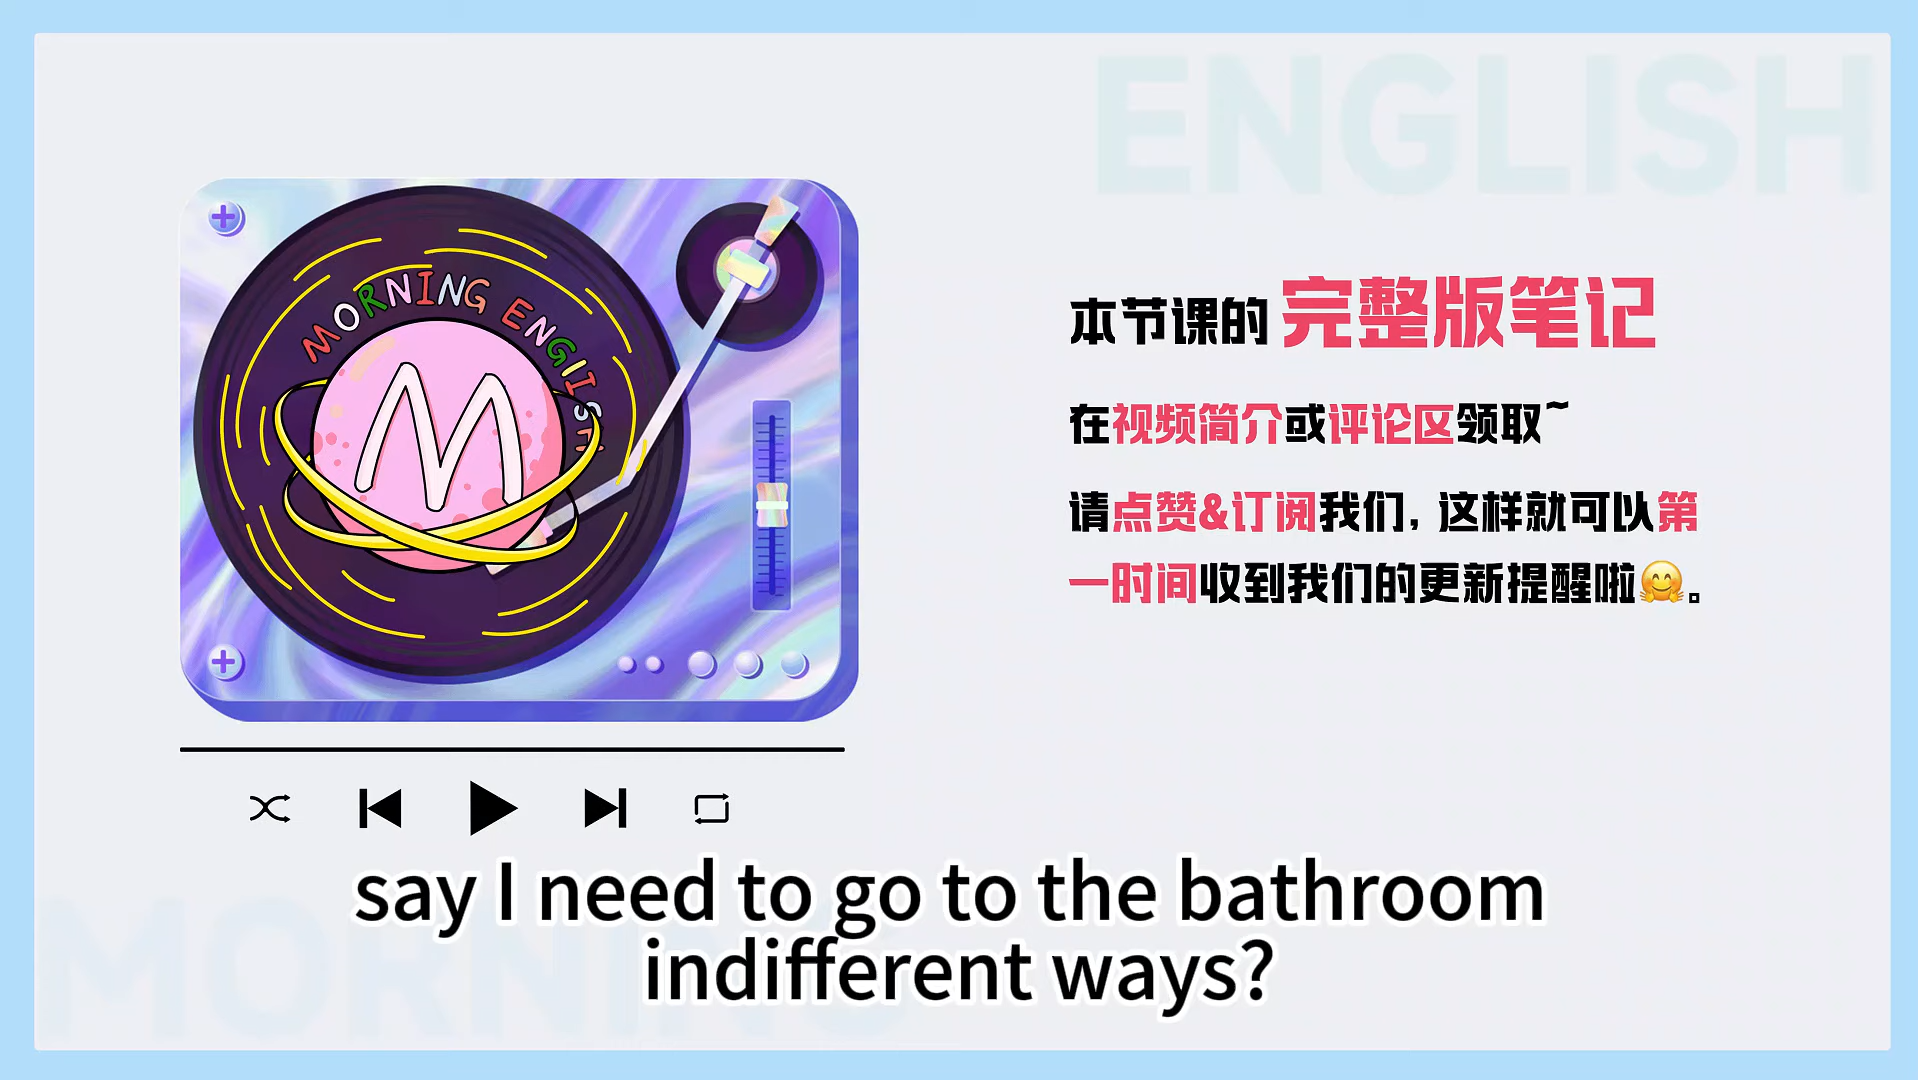 ENGLISH
MORNING ENGLISH
M
本节课的完整版笔记
在视频简介或评论区领取~
请点赞&订阅我们，这样就可以第
一时间收到我们的更新提醒啦🤗。
say I need to go to the bathroom
indifferent ways?
MORNING